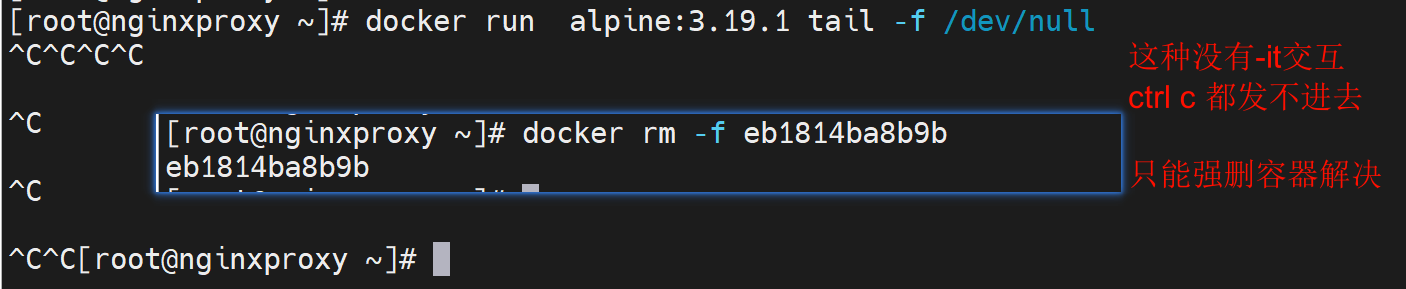 [root@nginxproxy ~]# docker run  alpine:3.19.1 tail -f /dev/null
^C^C^C^C
这种没有-it交互
ctrl c 都发不进去
^C
[root@nginxproxy ~]# docker rm -f eb1814ba8b9b
eb1814ba8b9b
只能强删容器解决
^C
^C^C[root@nginxproxy ~]#